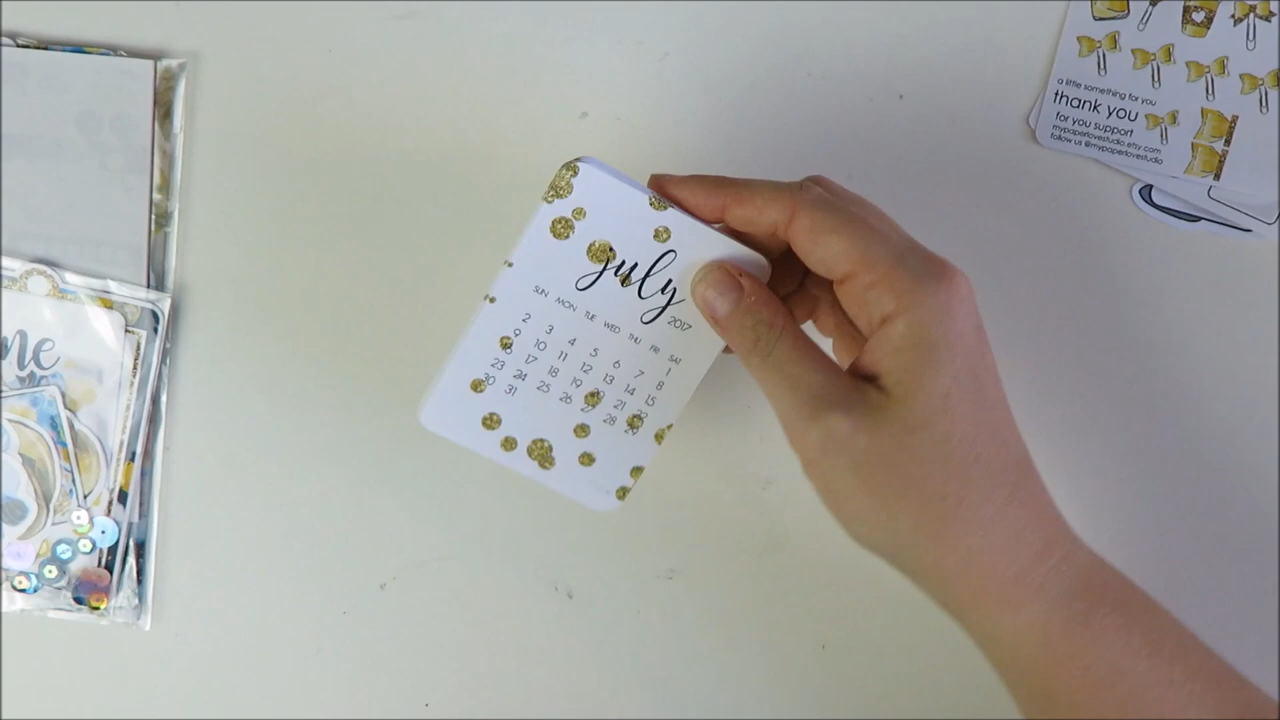 ne
july
2017
SUN MON TUE WED THU FRI SAT
1
2 3 4 5 6 7 8
9 10 11 12 13 14 15
16 17 18 19 20 21 22
23 24 25 26 27 28 29
30 31
a little something for you
thank you
for you support
mypaperlovestudio.etsy.com
follow us @mypaperlovestudio